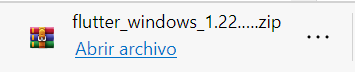 flutter_windows_1.22.....zip
Abrir archivo